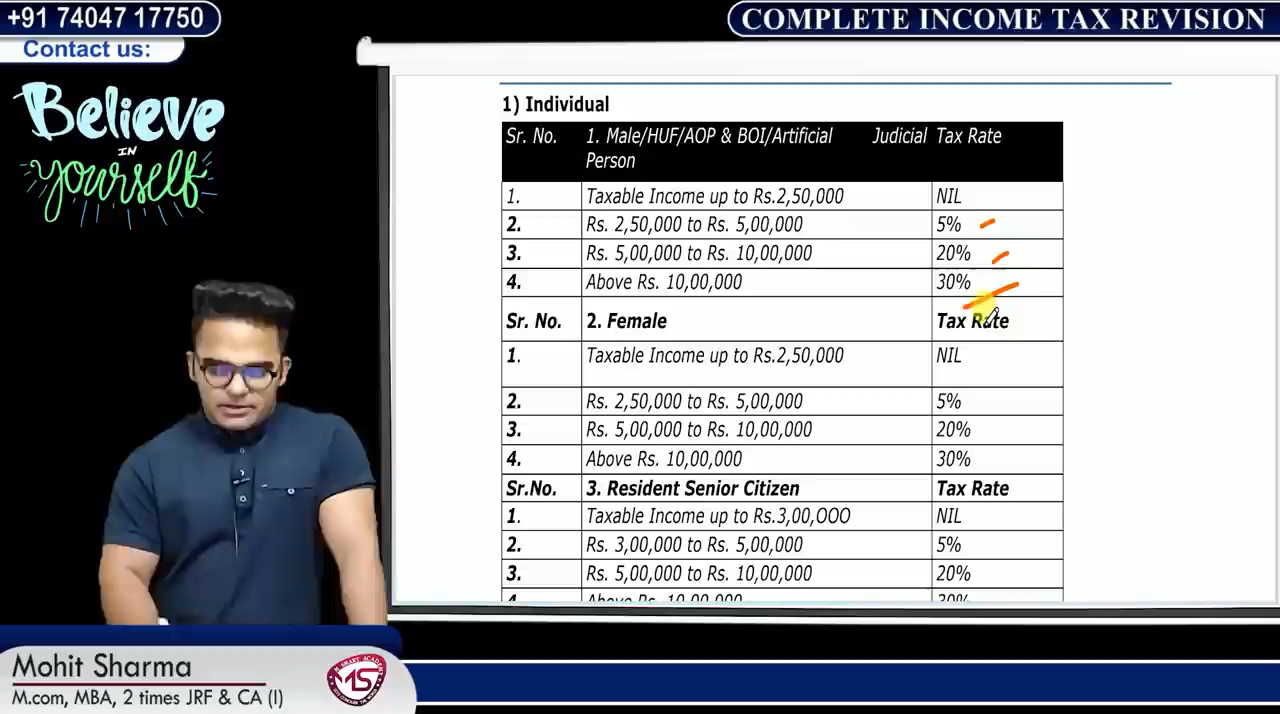 +91 74047 17750
Contact us:
COMPLETE INCOME TAX REVISION
Believe
IN
yourself
1) Individual
Sr. No. 1. Male/HUF/AOP & BOI/Artificial Judicial Tax Rate
Person
1. Taxable Income up to Rs.2,50,000 NIL
2. Rs. 2,50,000 to Rs. 5,00,000 5%
3. Rs. 5,00,000 to Rs. 10,00,000 20%
4. Above Rs. 10,00,000 30%
Sr. No. 2. Female Tax Rate
1. Taxable Income up to Rs.2,50,000 NIL
2. Rs. 2,50,000 to Rs. 5,00,000 5%
3. Rs. 5,00,000 to Rs. 10,00,000 20%
4. Above Rs. 10,00,000 30%
Sr.No. 3. Resident Senior Citizen Tax Rate
1. Taxable Income up to Rs.3,00,OOO NIL
2. Rs. 3,00,000 to Rs. 5,00,000 5%
3. Rs. 5,00,000 to Rs. 10,00,000 20%
4. Above Rs. 10,00,000 30%
Mohit Sharma
M.com, MBA, 2 times JRF & CA (I)
MS